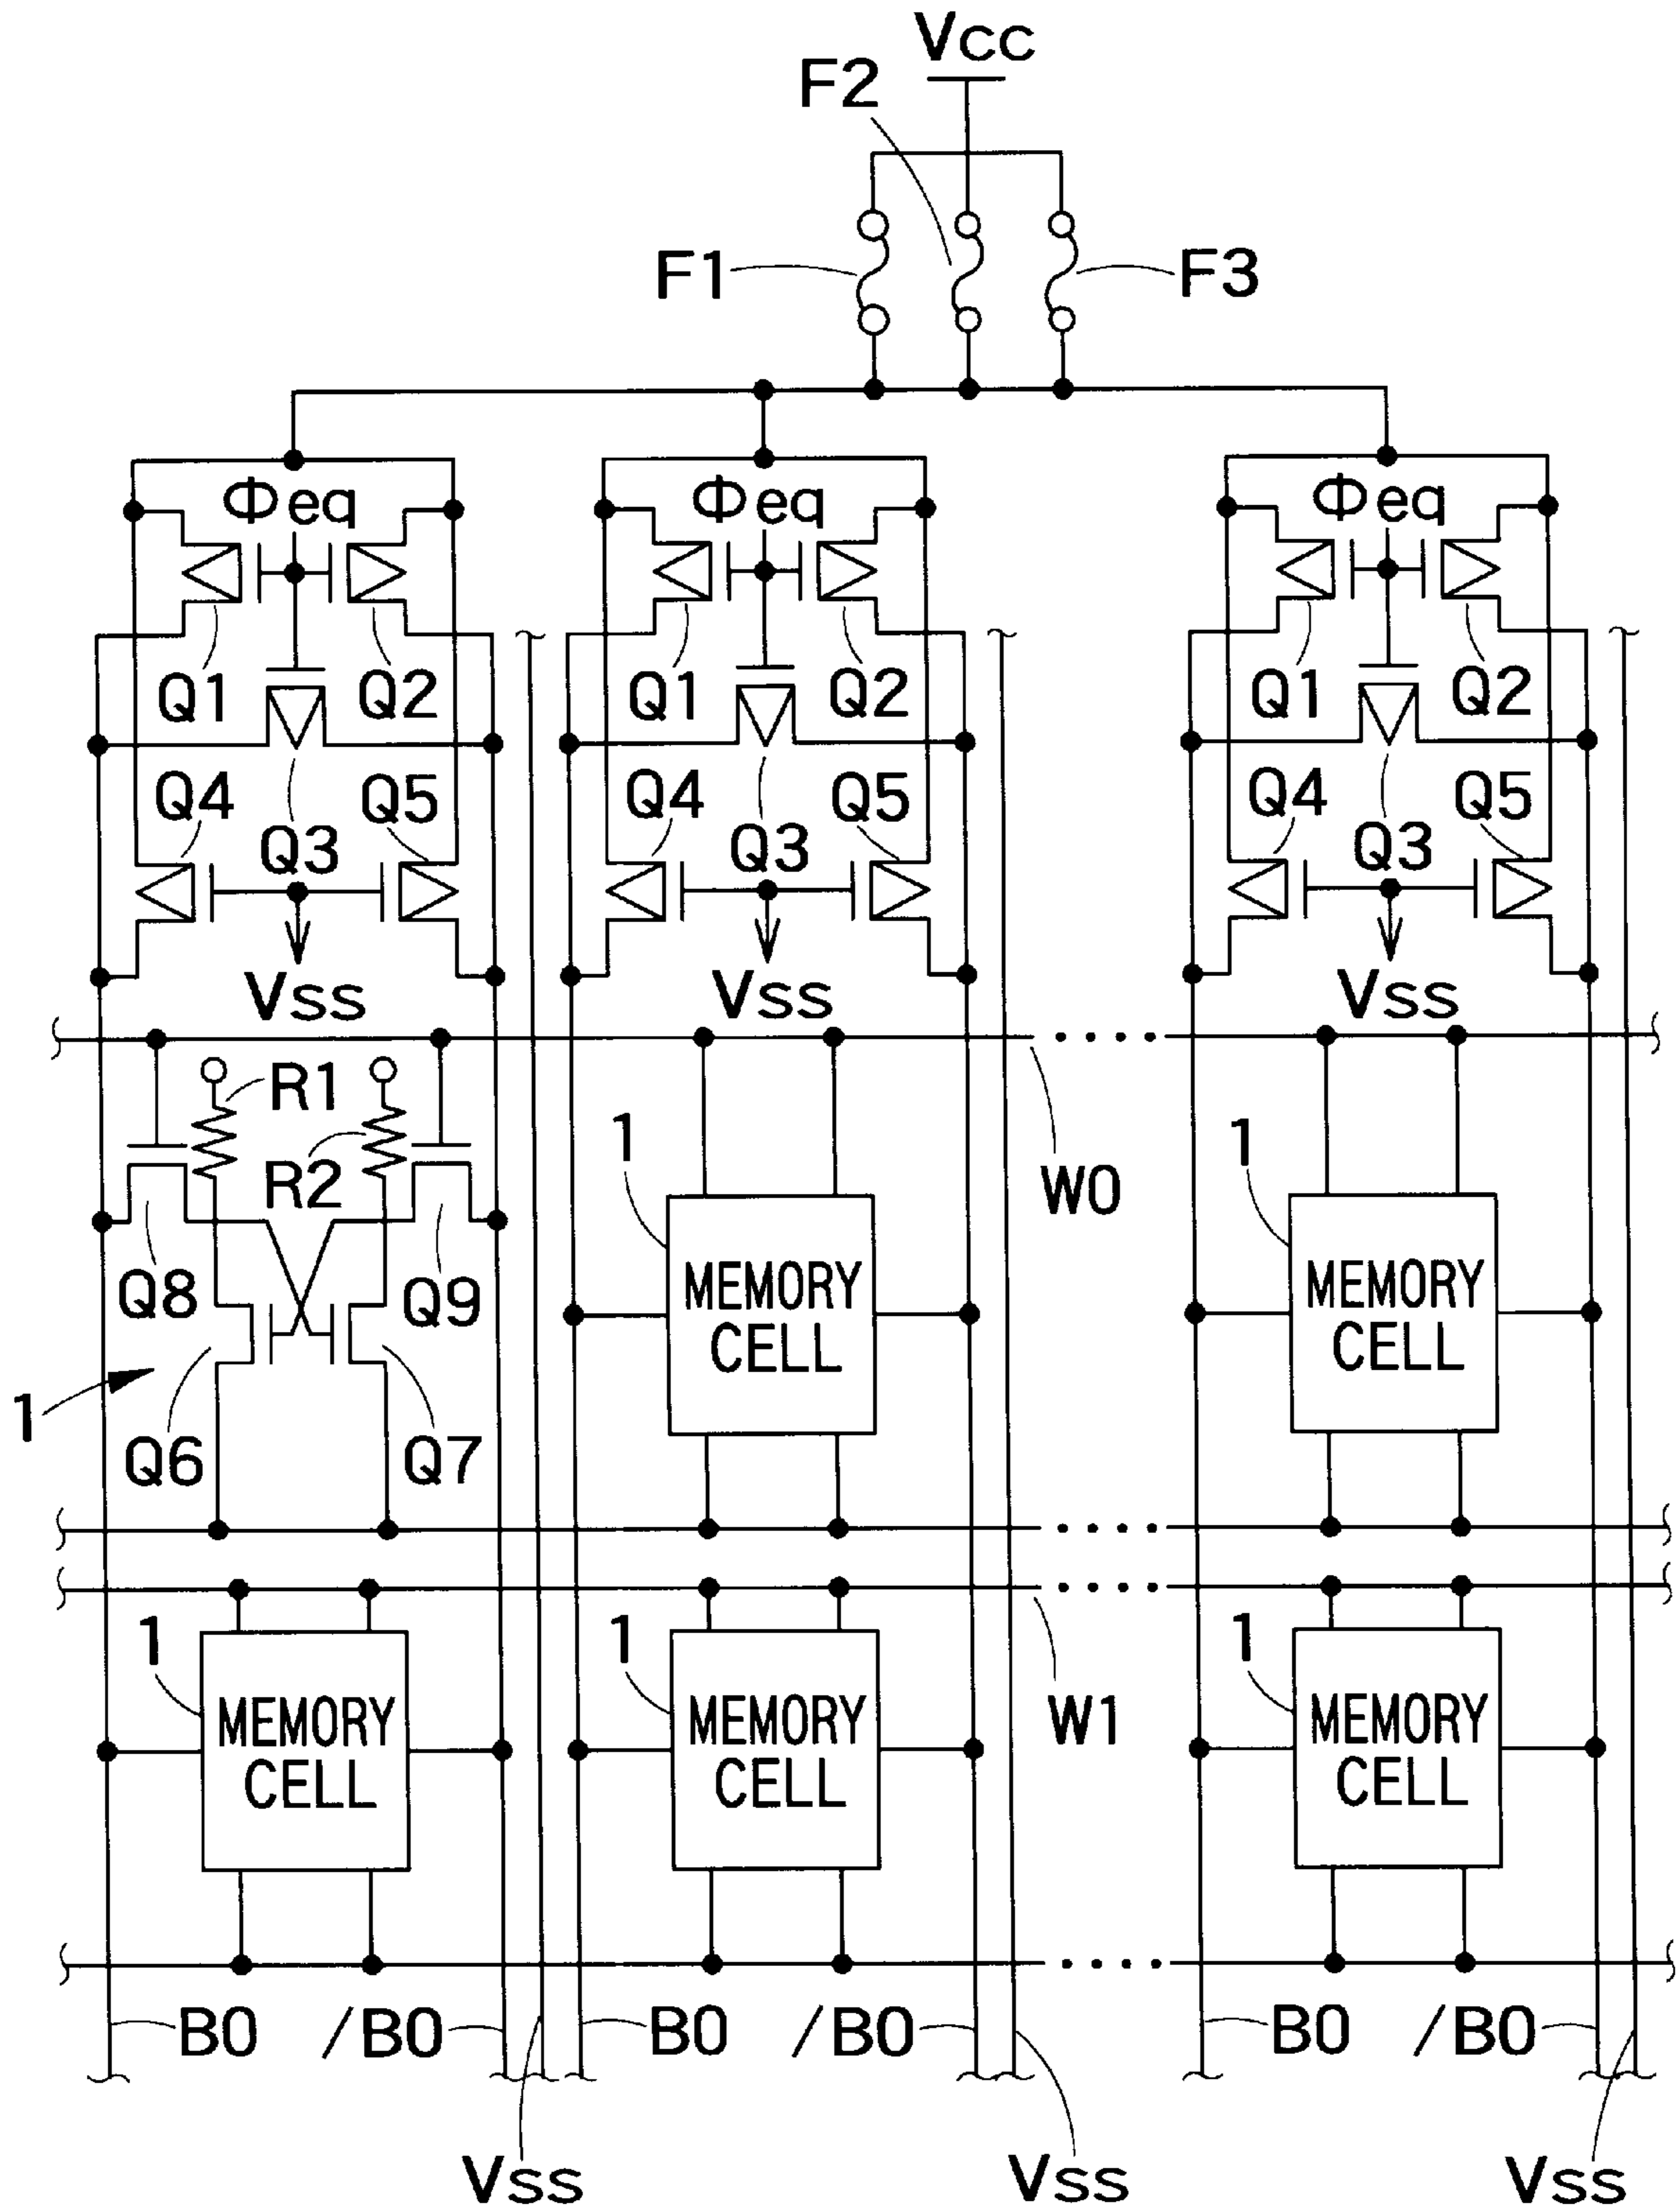 Vcc
F2
F1
F3
Φeq Φeq Φeq
Q1 Q2 Q1 Q2 Q1 Q2
Q4 Q5 Q4 Q5 Q4 Q5
Q3 Q3 Q3
Vss Vss Vss
R1
1 1
R2
W0
Q8 Q9
MEMORY CELL
MEMORY CELL
1
Q6 Q7
1 1 1
MEMORY CELL
MEMORY CELL
MEMORY CELL
W1
B0 /B0 B0 /B0 B0 /B0
Vss Vss Vss